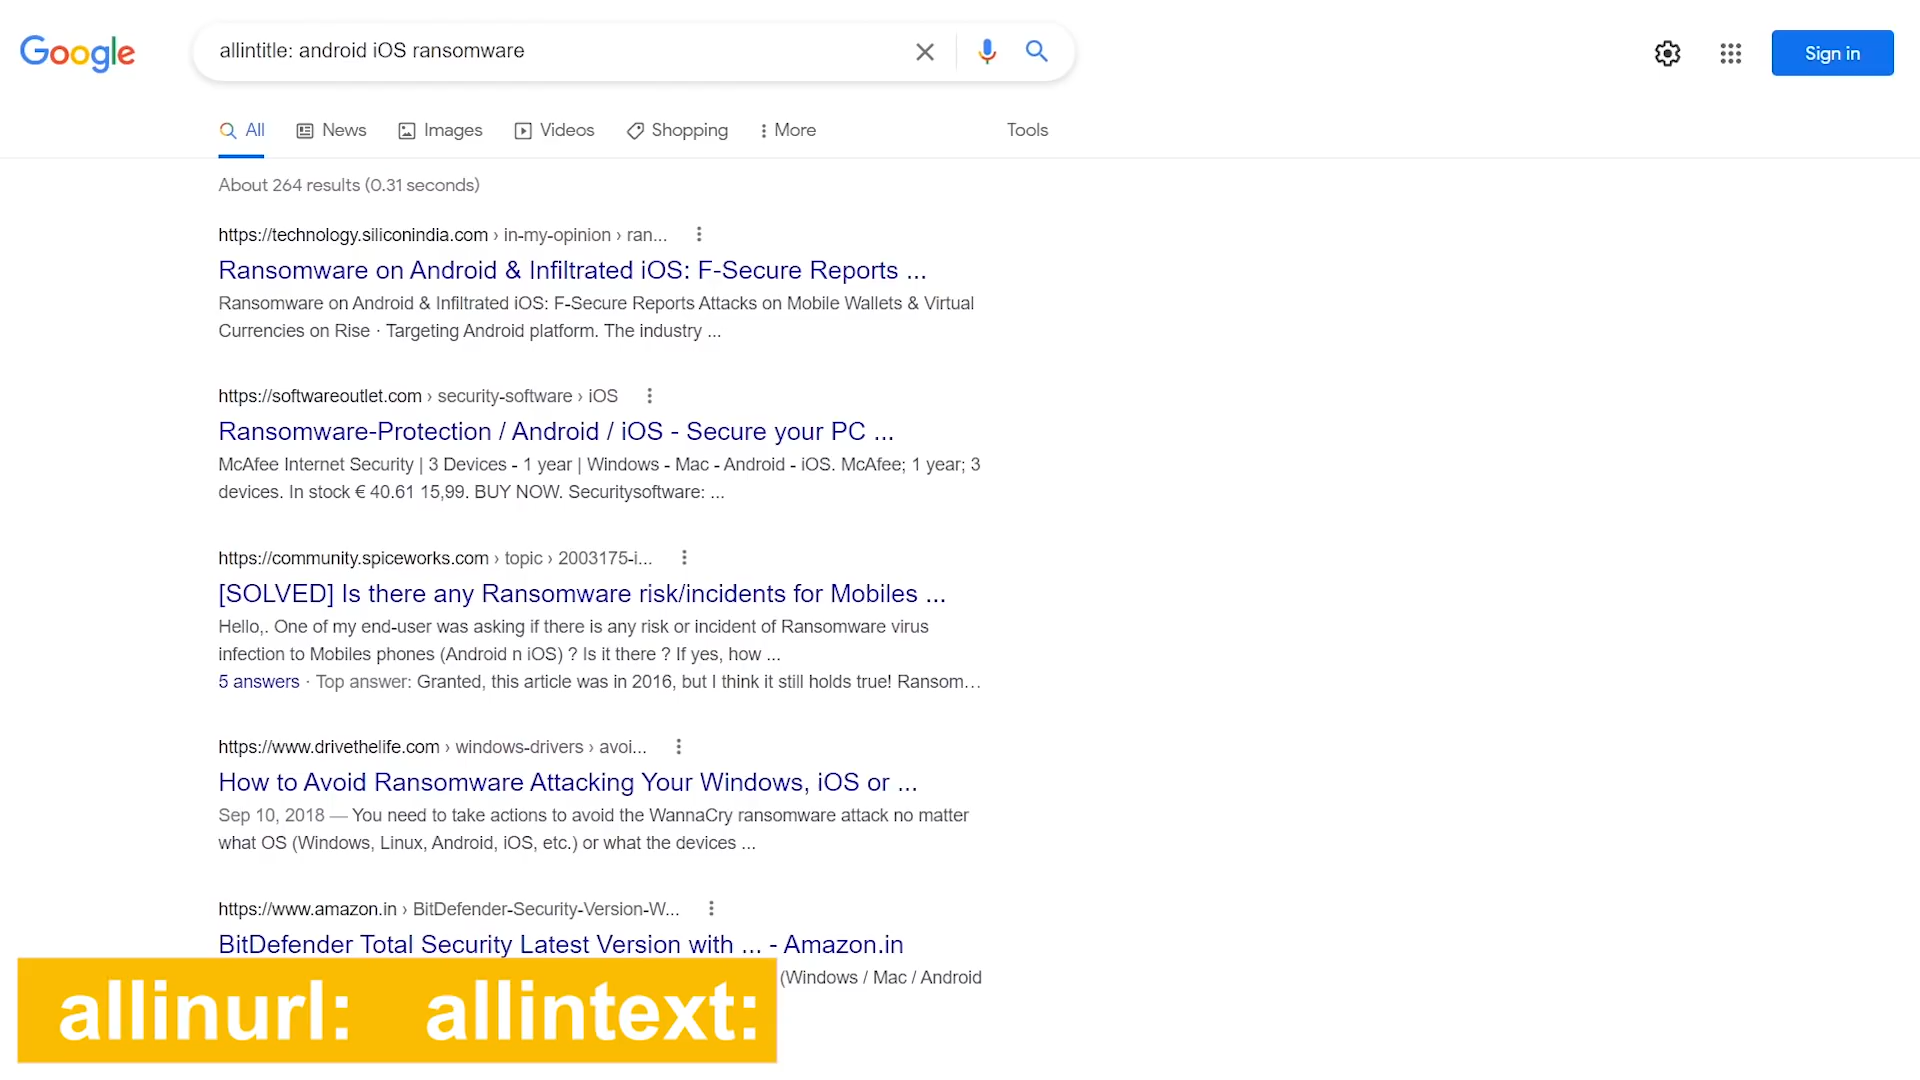 Google
allintitle: android iOS ransomware
Sign in
All News Images Videos Shopping More Tools
About 264 results (0.31 seconds)
https://technology.siliconindia.com › in-my-opinion › ran...
Ransomware on Android & Infiltrated iOS: F-Secure Reports ...
Ransomware on Android & Infiltrated iOS: F-Secure Reports Attacks on Mobile Wallets & Virtual
Currencies on Rise · Targeting Android platform. The industry ...
https://softwareoutlet.com › security-software › iOS
Ransomware-Protection / Android / iOS - Secure your PC ...
McAfee Internet Security | 3 Devices - 1 year | Windows - Mac - Android - iOS. McAfee; 1 year; 3
devices. In stock € 40.61 15,99. BUY NOW. Securitysoftware: ...
https://community.spiceworks.com › topic › 2003175-i...
[SOLVED] Is there any Ransomware risk/incidents for Mobiles ...
Hello,. One of my end-user was asking if there is any risk or incident of Ransomware virus
infection to Mobiles phones (Android n iOS) ? Is it there ? If yes, how ...
5 answers · Top answer: Granted, this article was in 2016, but I think it still holds true! Ransom...
https://www.drivethelife.com › windows-drivers › avoi...
How to Avoid Ransomware Attacking Your Windows, iOS or ...
Sep 10, 2018 — You need to take actions to avoid the WannaCry ransomware attack no matter
what OS (Windows, Linux, Android, iOS, etc.) or what the devices ...
https://www.amazon.in › BitDefender-Security-Version-W...
BitDefender Total Security Latest Version with ... - Amazon.in
(Windows / Mac / Android
allinurl: allintext: